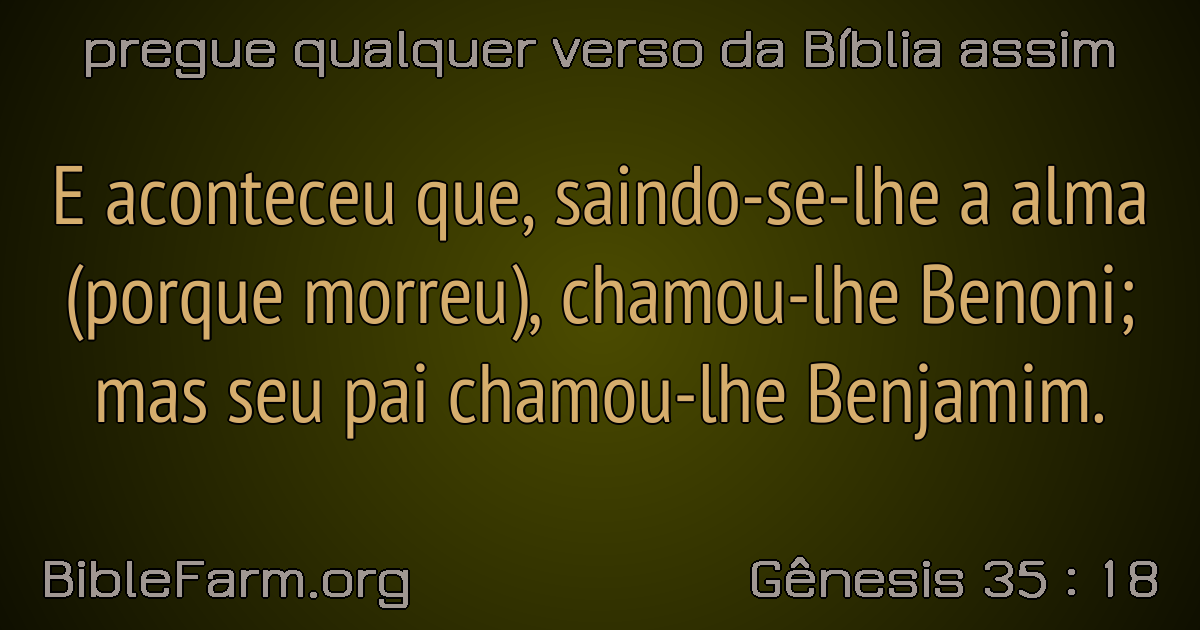 pregue qualquer verso da Bíblia assim
E aconteceu que, saindo-se-lhe a alma
(porque morreu), chamou-lhe Benoni;
mas seu pai chamou-lhe Benjamim.
BibleFarm.org
Gênesis 35 : 18